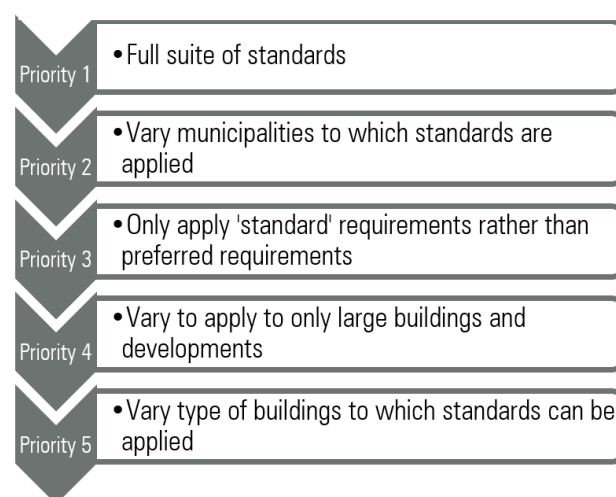 Priority 1
•Full suite of standards
Priority 2
•Vary municipalities to which standards are
applied
Priority 3
•Only apply 'standard' requirements rather than
preferred requirements
Priority 4
•Vary to apply to only large buildings and
developments
Priority 5
•Vary type of buildings to which standards can be
applied